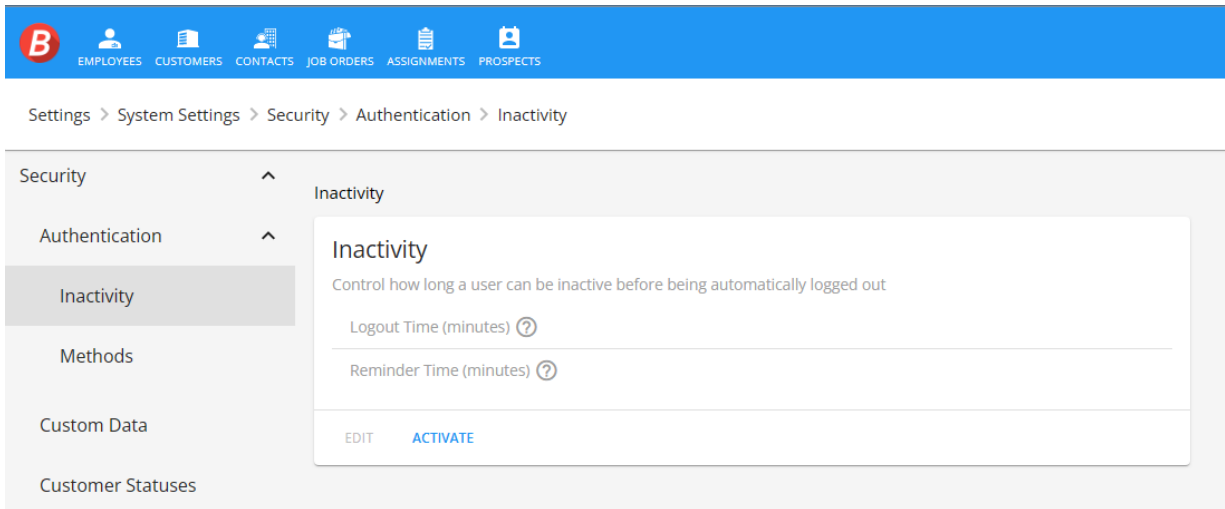 B
EMPLOYEES CUSTOMERS CONTACTS JOB ORDERS ASSIGNMENTS PROSPECTS
Settings > System Settings > Security > Authentication > Inactivity
Security
Authentication
Inactivity
Methods
Custom Data
Customer Statuses
Inactivity
Inactivity
Control how long a user can be inactive before being automatically logged out
Logout Time (minutes) ?
Reminder Time (minutes) ?
EDIT ACTIVATE